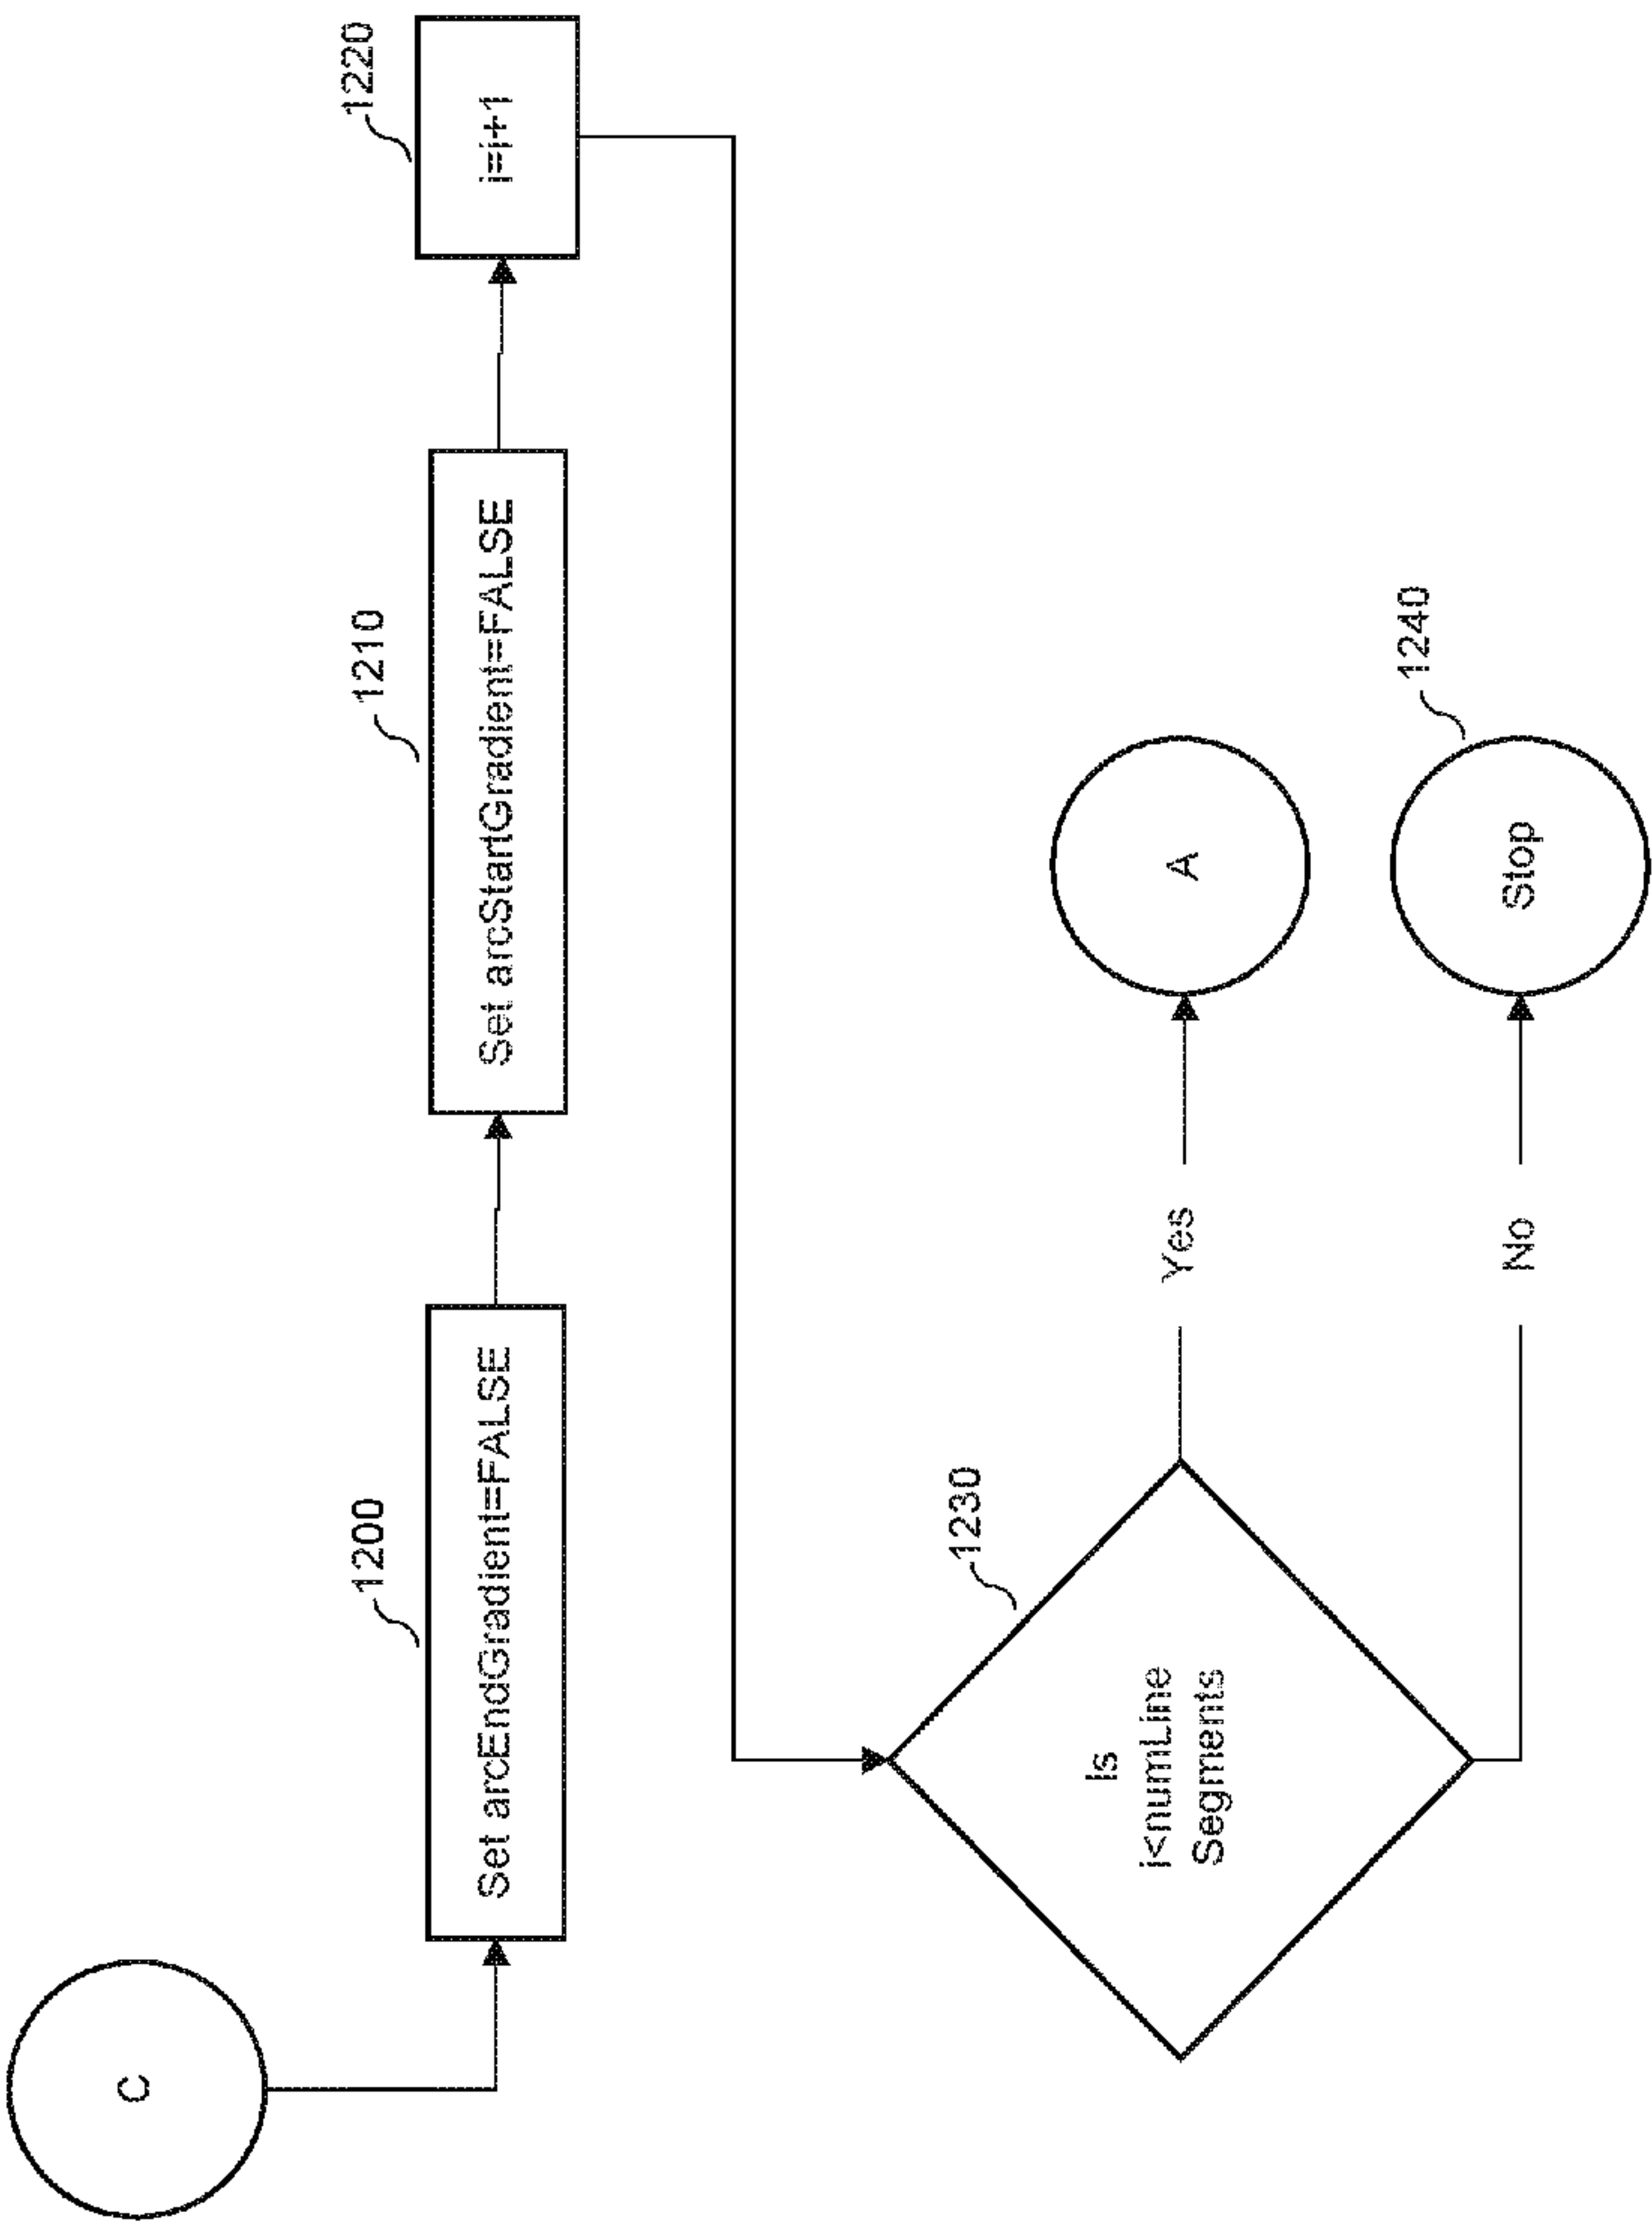 C
1200
Set arcEndGradient=FALSE
1210
Set arcStartGradient=FALSE
1220
i=i+1
1230
Is
i<numLine
Segments
Yes
A
No
Stop
1240